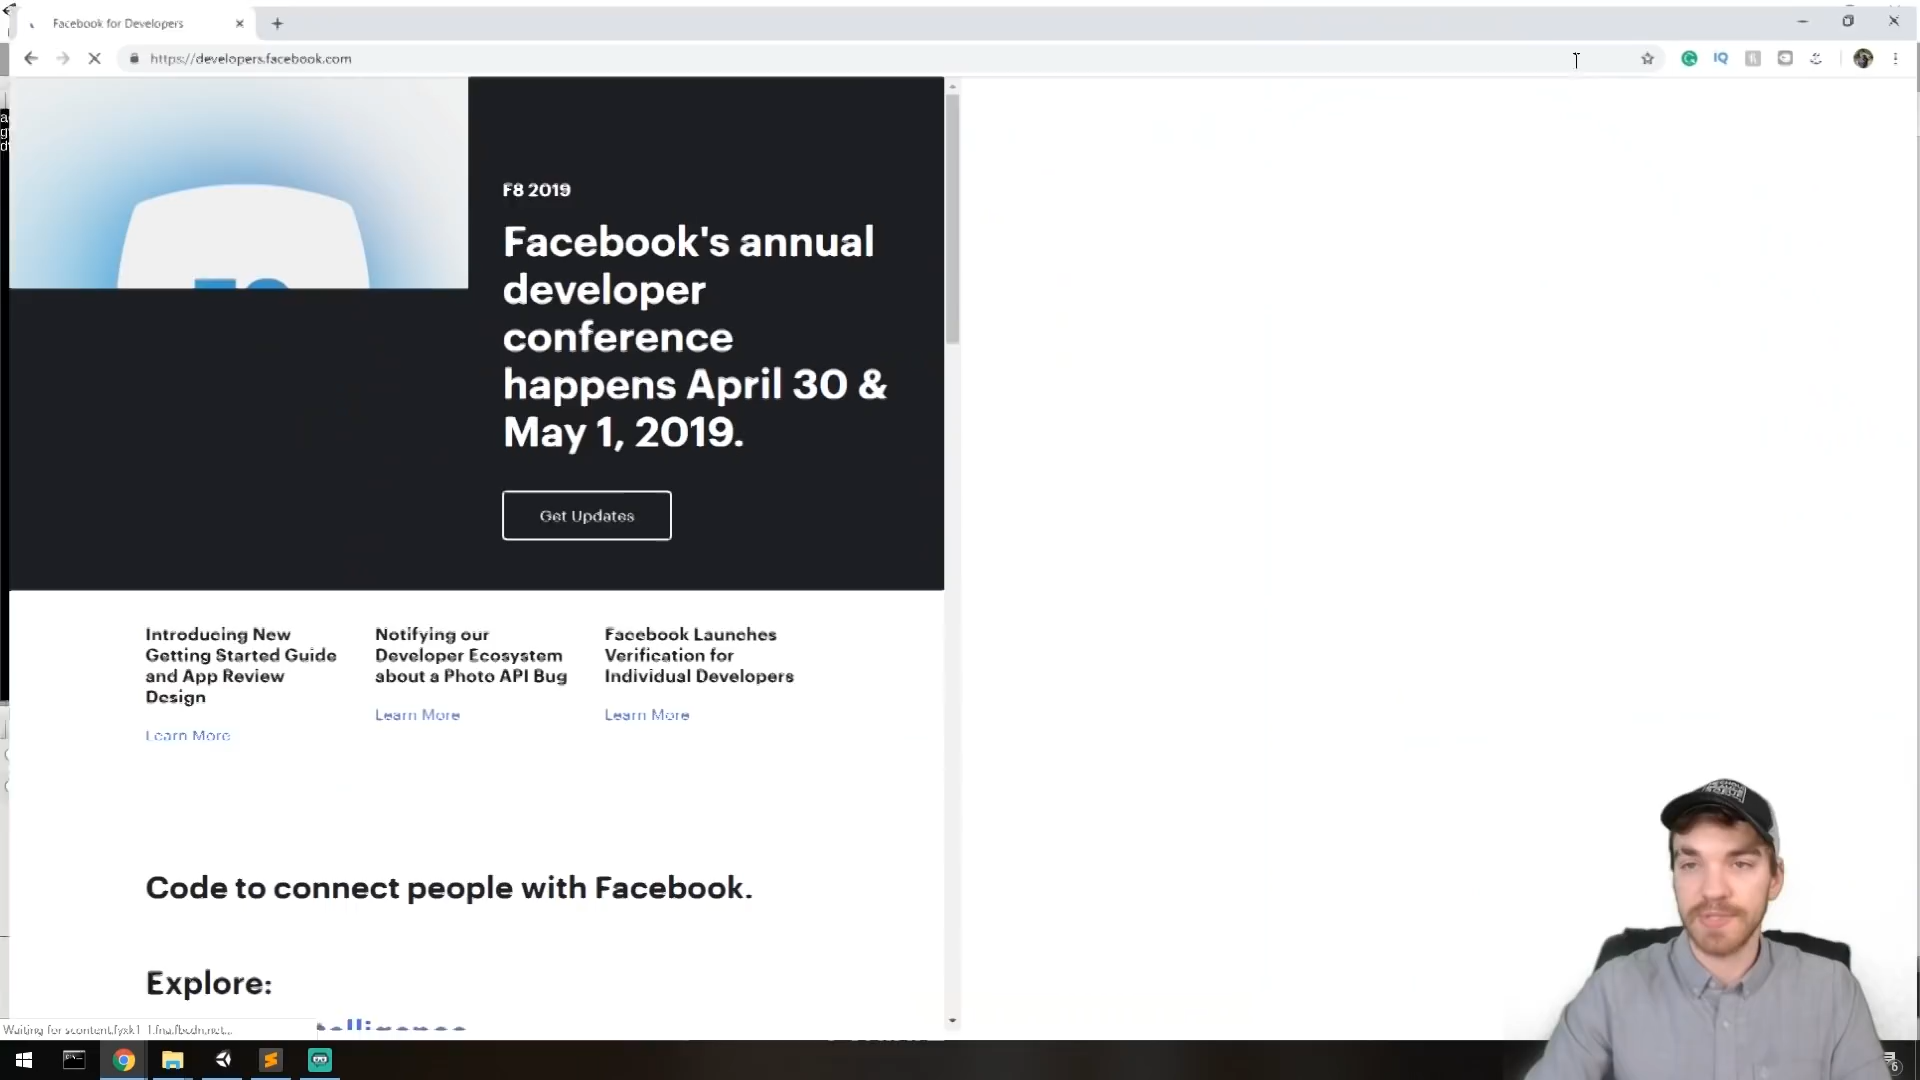 Facebook for Developers
https://developers.facebook.com
IQ
F8 2019
Facebook's annual
developer
conference
happens April 30 &
May 1, 2019.
Get Updates
Introducing New
Getting Started Guide
and App Review
Design
Learn More
Notifying our
Developer Ecosystem
about a Photo API Bug
Learn More
Facebook Launches
Verification for
Individual Developers
Learn More
Code to connect people with Facebook.
Explore:
6